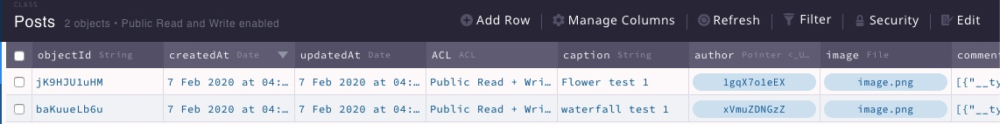 CLASS
Posts 2 objects • Public Read and Write enabled Add Row Manage Columns Refresh Filter Security Edit
objectId String createdAt Date updatedAt Date ACL ACL caption String author Pointer <_U… image File commen
jK9HJU1uHM 7 Feb 2020 at 04:… 7 Feb 2020 at 04:… Public Read + Wri… Flower test 1 1gqX7o1eEX image.png [{"__ty
baKuueLb6u 7 Feb 2020 at 04:… 7 Feb 2020 at 04:… Public Read + Wri… waterfall test 1 xVmuZDNGzZ image.png [{"__ty